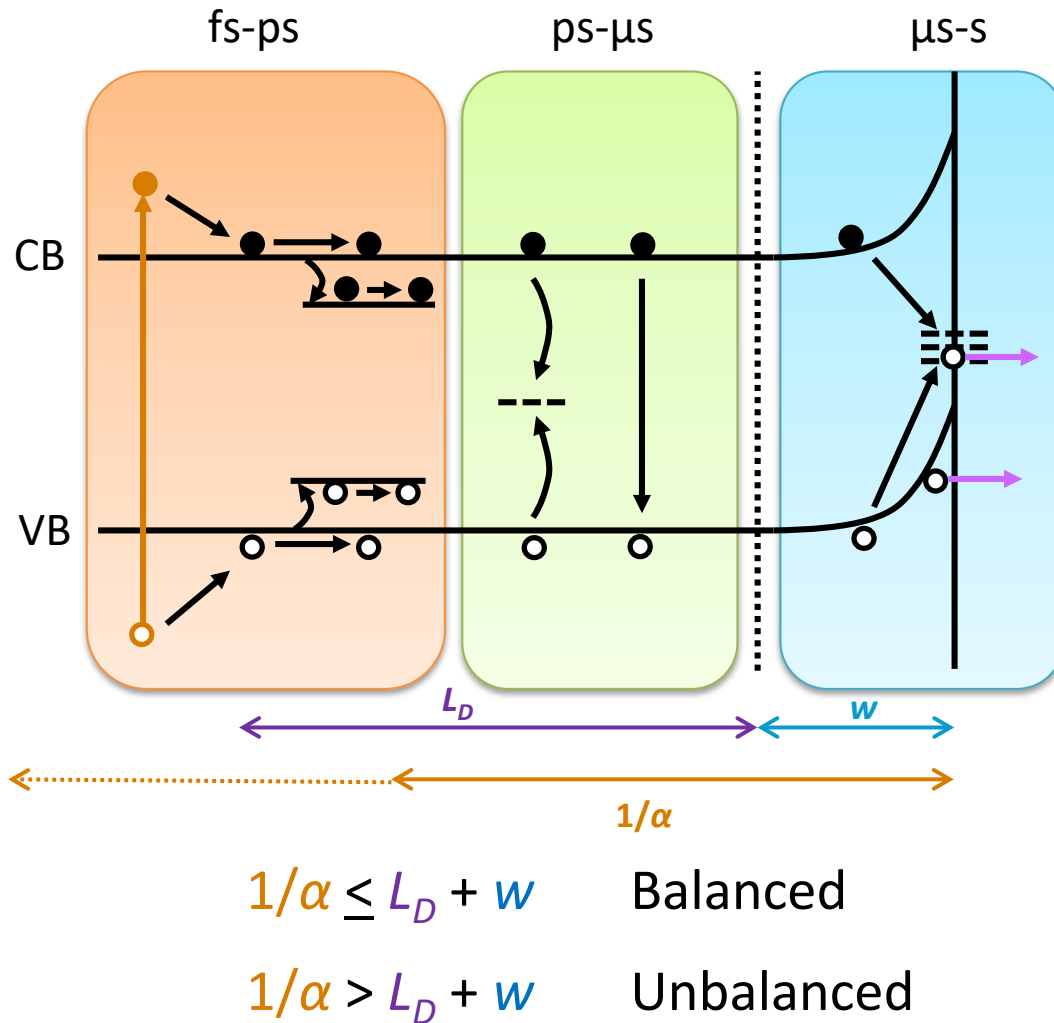 fs-ps ps-μs μs-s
CB
VB
L_D w
1/α
1/α ≤ L_D + w Balanced
1/α > L_D + w Unbalanced